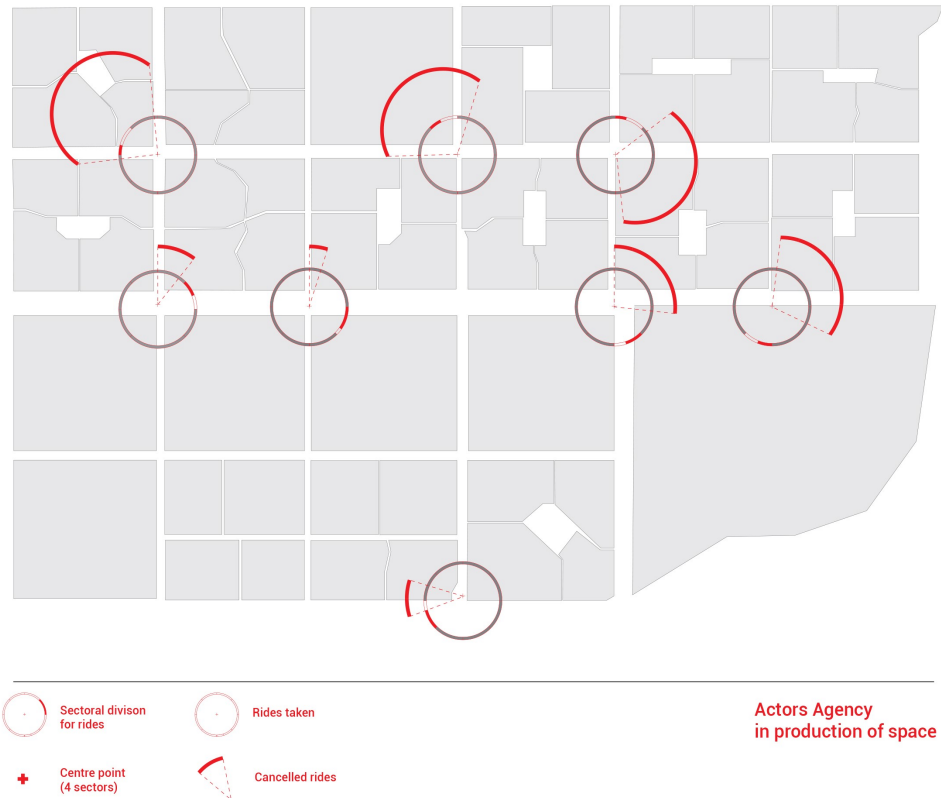 Sectoral divison
for rides
Rides taken
Centre point
(4 sectors)
Cancelled rides
Actors Agency
in production of space